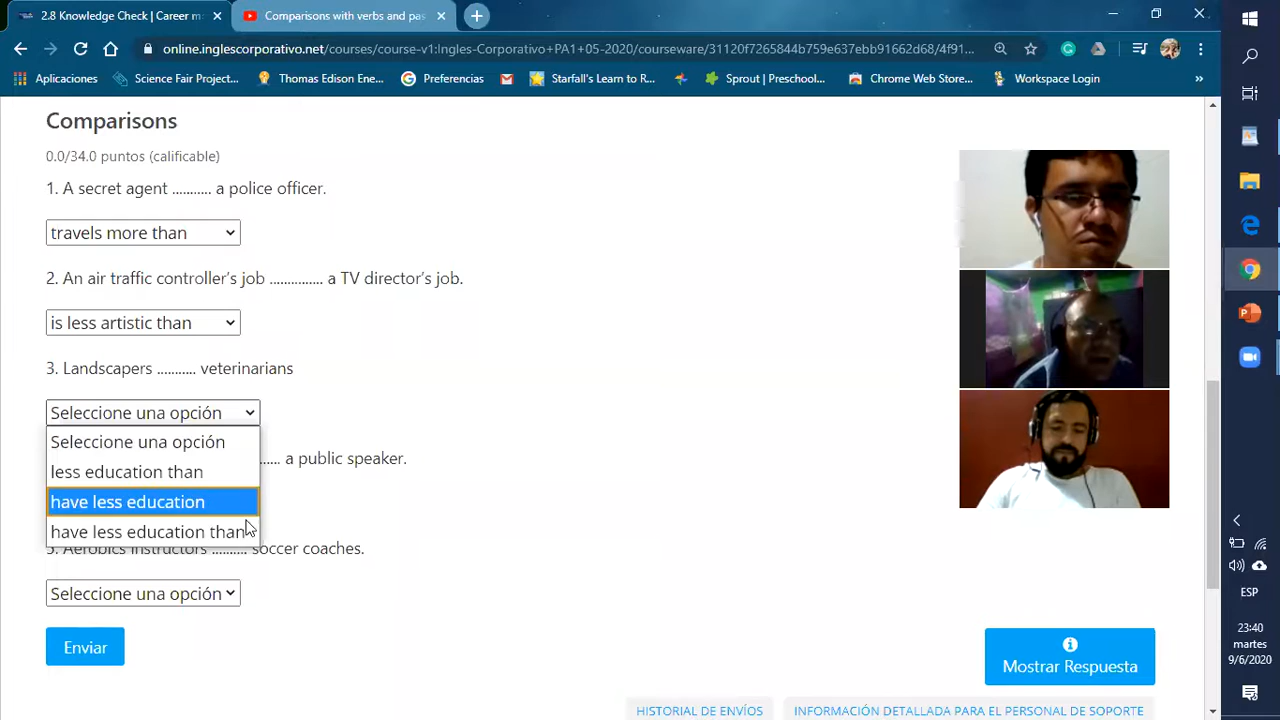 2.8 Knowledge Check | Career m
Comparisons with verbs and pas
online.inglescorporativo.net/courses/course-v1:Ingles-Corporativo+PA1+05-2020/courseware/31120f7265844b759e637ebb91662d68/4f91...
Aplicaciones
Science Fair Project...
Thomas Edison Ene...
Preferencias
Starfall's Learn to R...
Sprout | Preschool...
Chrome Web Store...
Workspace Login
»
Comparisons
0.0/34.0 puntos (calificable)
1. A secret agent ........... a police officer.
travels more than
2. An air traffic controller's job ............... a TV director's job.
is less artistic than
3. Landscapers ........... veterinarians
Seleccione una opción
Seleccione una opción
less education than
have less education
have less education than
...... a public speaker.
5. Aerobics instructors .......... soccer coaches.
Seleccione una opción
Enviar
Mostrar Respuesta
HISTORIAL DE ENVÍOS
INFORMACIÓN DETALLADA PARA EL PERSONAL DE SOPORTE
ESP
23:40
martes
9/6/2020